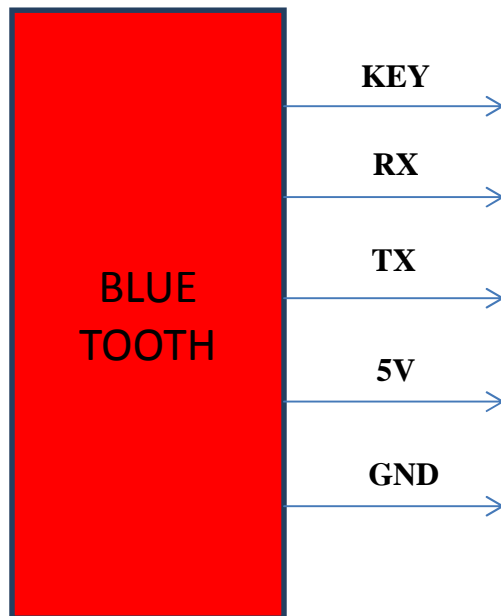 KEY
RX
TX
BLUE
TOOTH
5V
GND